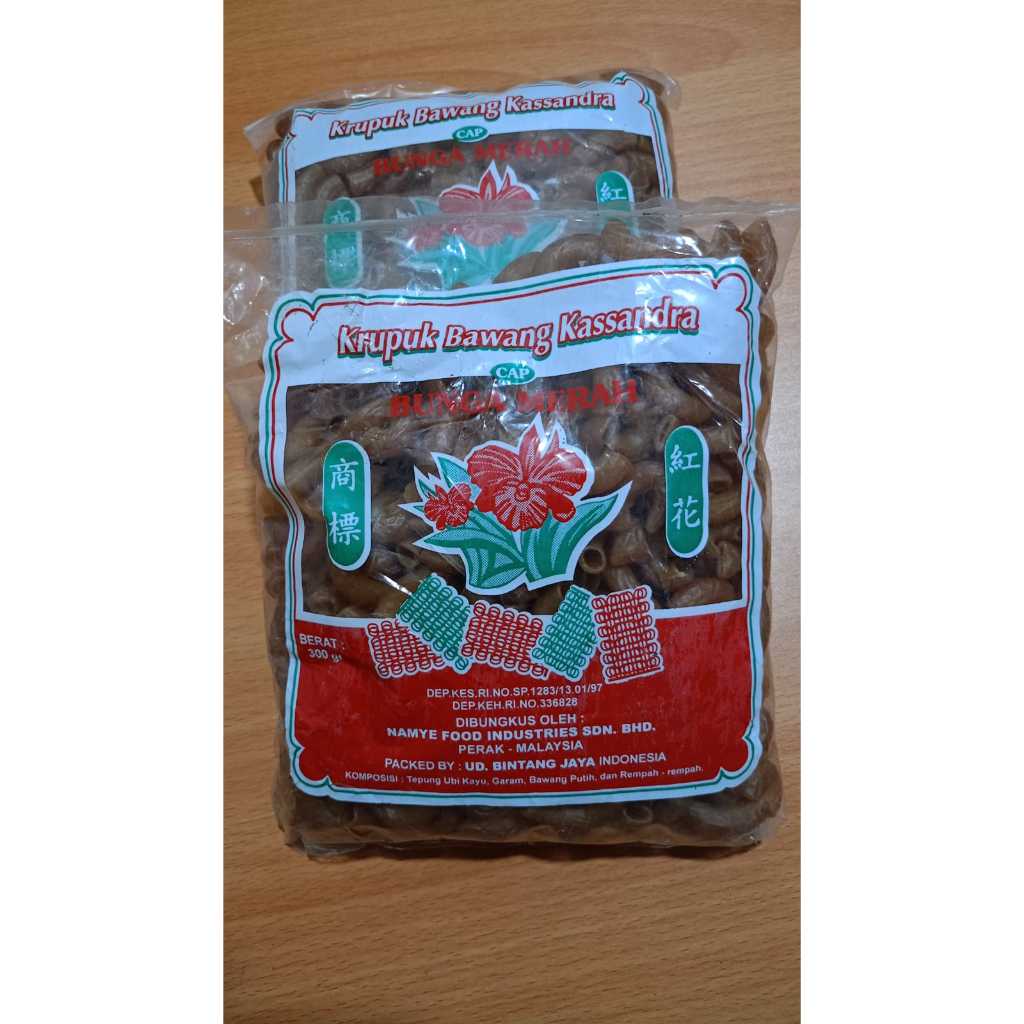 Krupuk Bawang Kassandra
CAP
BUNGA MERAH
商
紅
Krupuk Bawang Kassandra
CAP
BUNGA MERAH
商標
紅花
BERAT :
300 gr
DEP.KES.RI.NO.SP.1283/13.01/97
DEP.KEH.RI.NO.336828
DIBUNGKUS OLEH :
NAMYE FOOD INDUSTRIES SDN. BHD.
PERAK - MALAYSIA
PACKED BY : UD. BINTANG JAYA INDONESIA
KOMPOSISI : Tepung Ubi Kayu, Garam, Bawang Putih, dan Rempah - rempah.